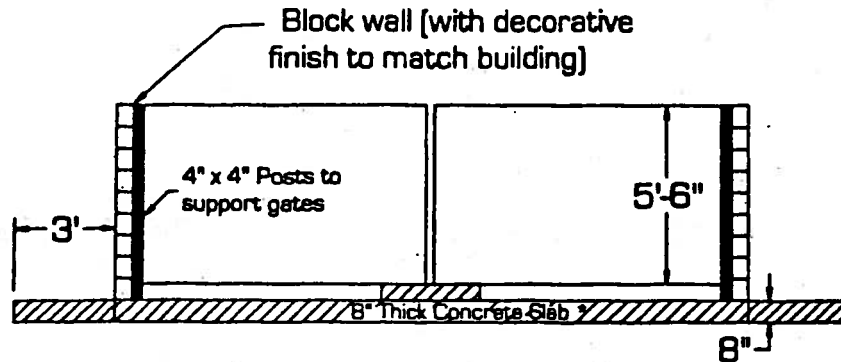 Block wall (with decorative
finish to match building)
4" x 4" Posts to
support gates
5'-6"
3'
8" Thick Concrete Slab
8"